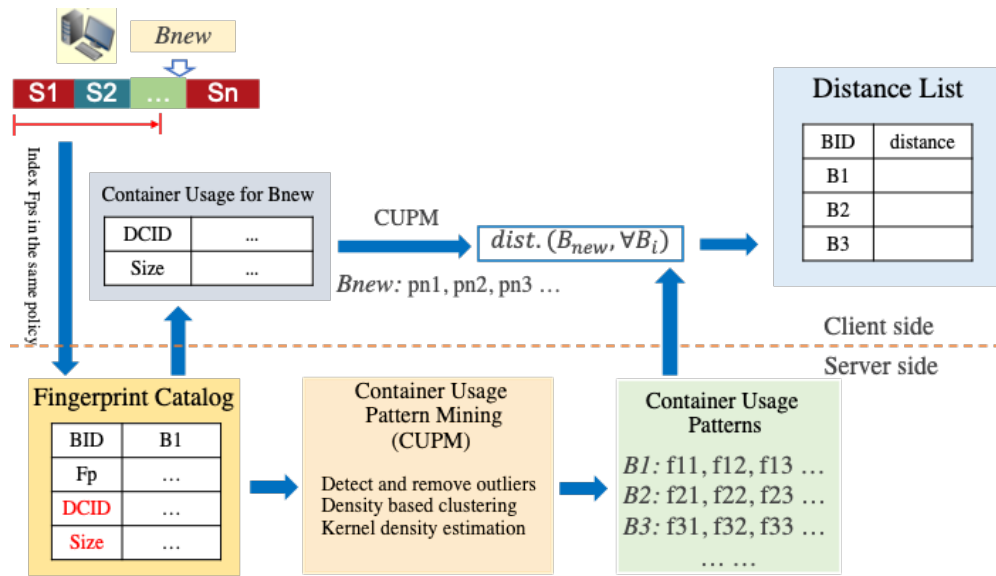 Bnew
S1 S2 ... Sn
Index Fps in the same policy
Container Usage for Bnew
DCID ...
Size ...
CUPM
Bnew: pn1, pn2, pn3 ...
dist. (B_new, ∀B_i)
Distance List
BID distance
B1
B2
B3
Client side
Server side
Fingerprint Catalog
BID B1
Fp ...
DCID ...
Size ...
Container Usage
Pattern Mining
(CUPM)
Detect and remove outliers
Density based clustering
Kernel density estimation
Container Usage
Patterns
B1: f11, f12, f13 ...
B2: f21, f22, f23 ...
B3: f31, f32, f33 ...
... ...